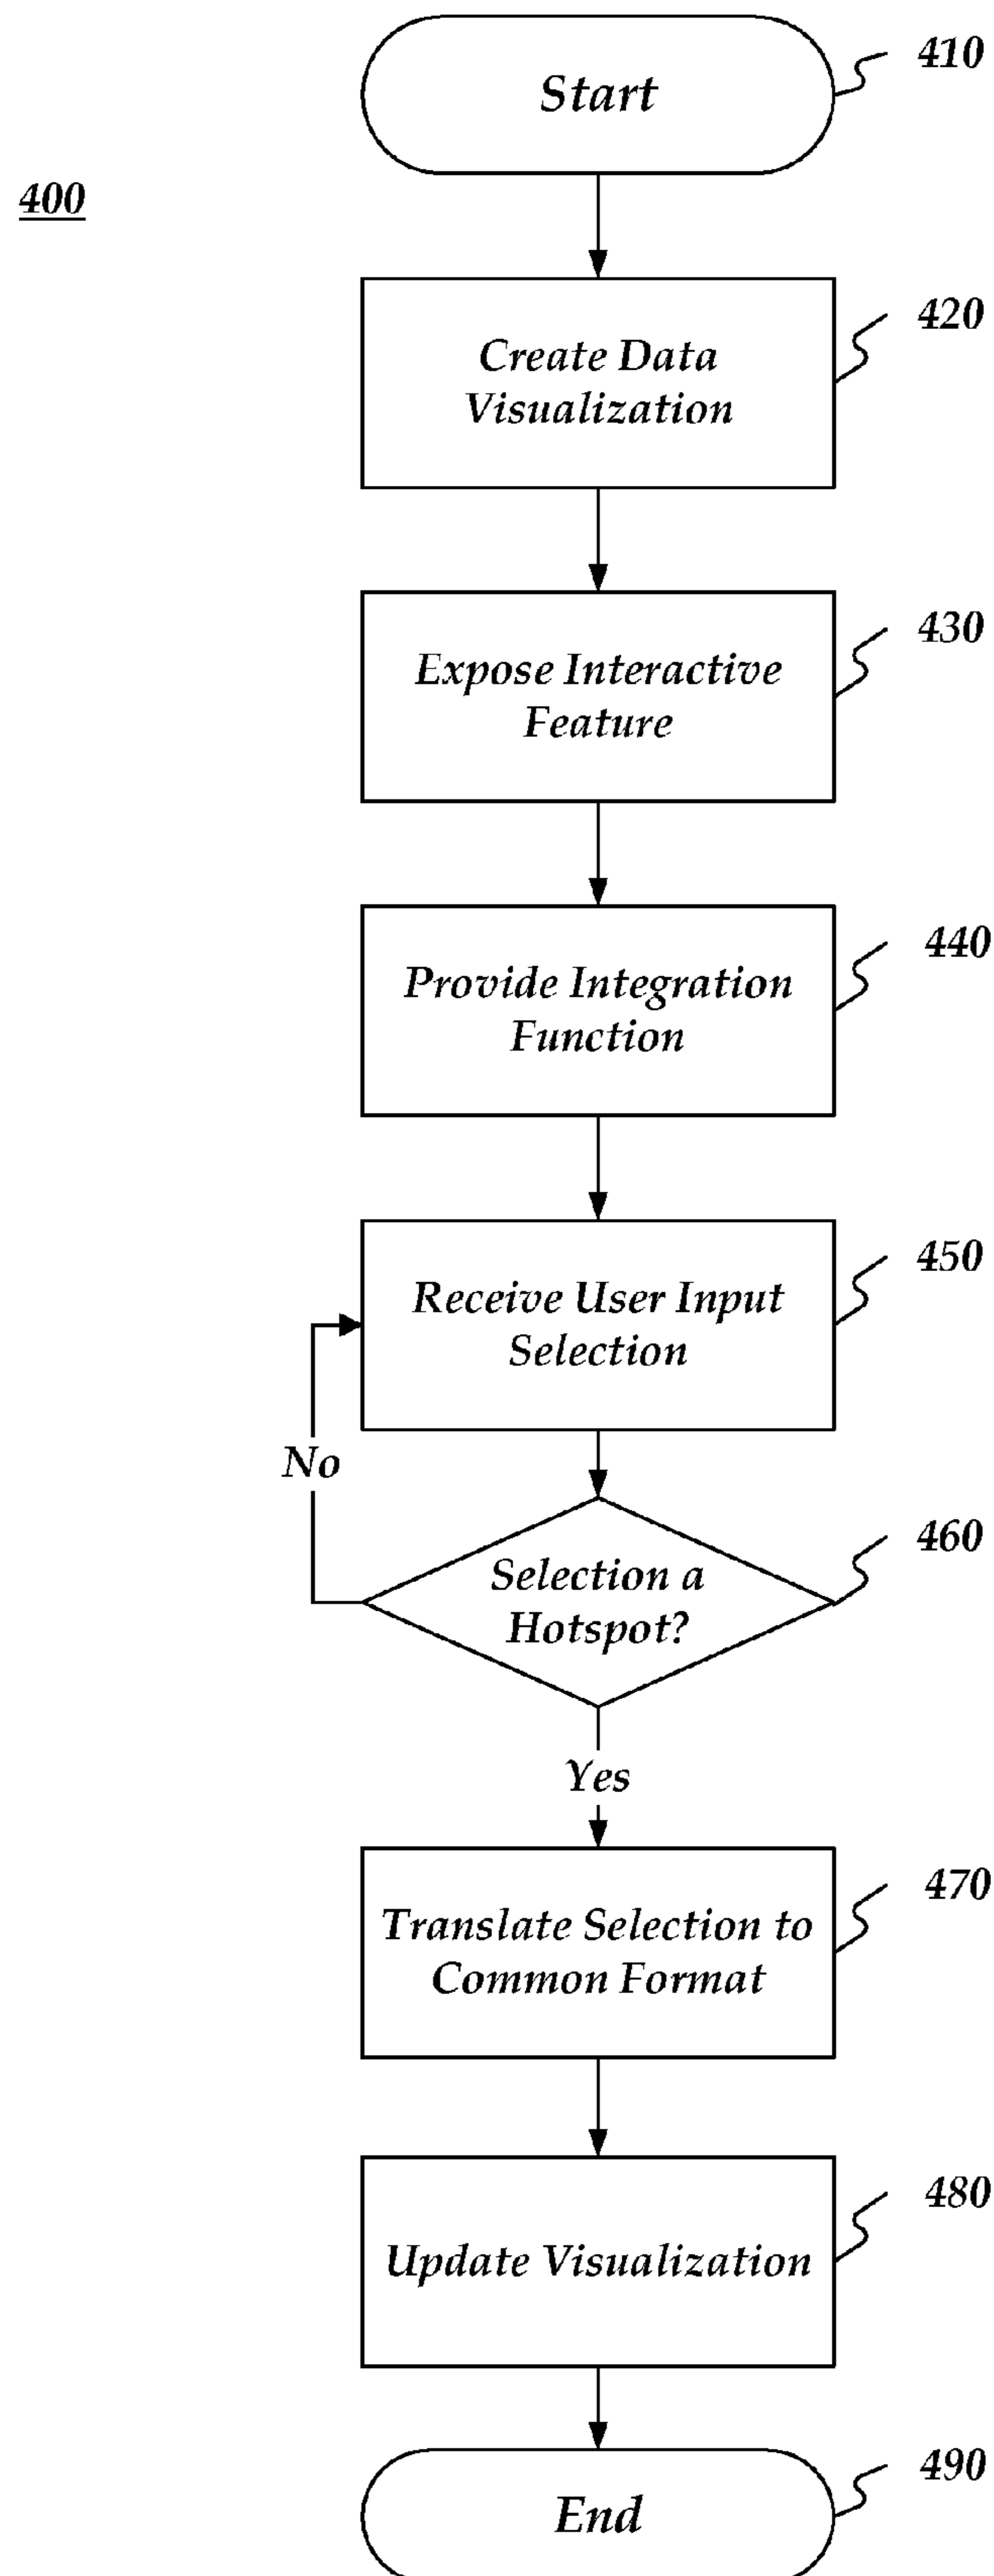 Start
410
400
420
Create Data
Visualization
430
Expose Interactive
Feature
440
Provide Integration
Function
450
Receive User Input
Selection
No
460
Selection a
Hotspot?
Yes
470
Translate Selection to
Common Format
480
Update Visualization
490
End